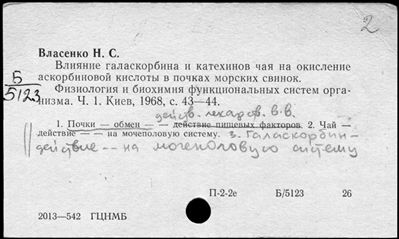 2
Власенко Н. С.
Влияние галаскорбина и катехинов чая на окисление
аскорбиновой кислоты в почках морских свинок.
Б/5123
Физиология и биохимия функциональных систем орга-
низма. Ч. 1. Киев, 1968, с. 43—44.
действ. лекарств. в.в.
1. Почки — обмен — — действие пищевых факторов. 2. Чай —
действие — — на мочеполовую систему. 3. Галаскорбин-
действие -- на мочеполовую систему
П-2-2е Б/5123 26
2013—542 ГЦНМБ